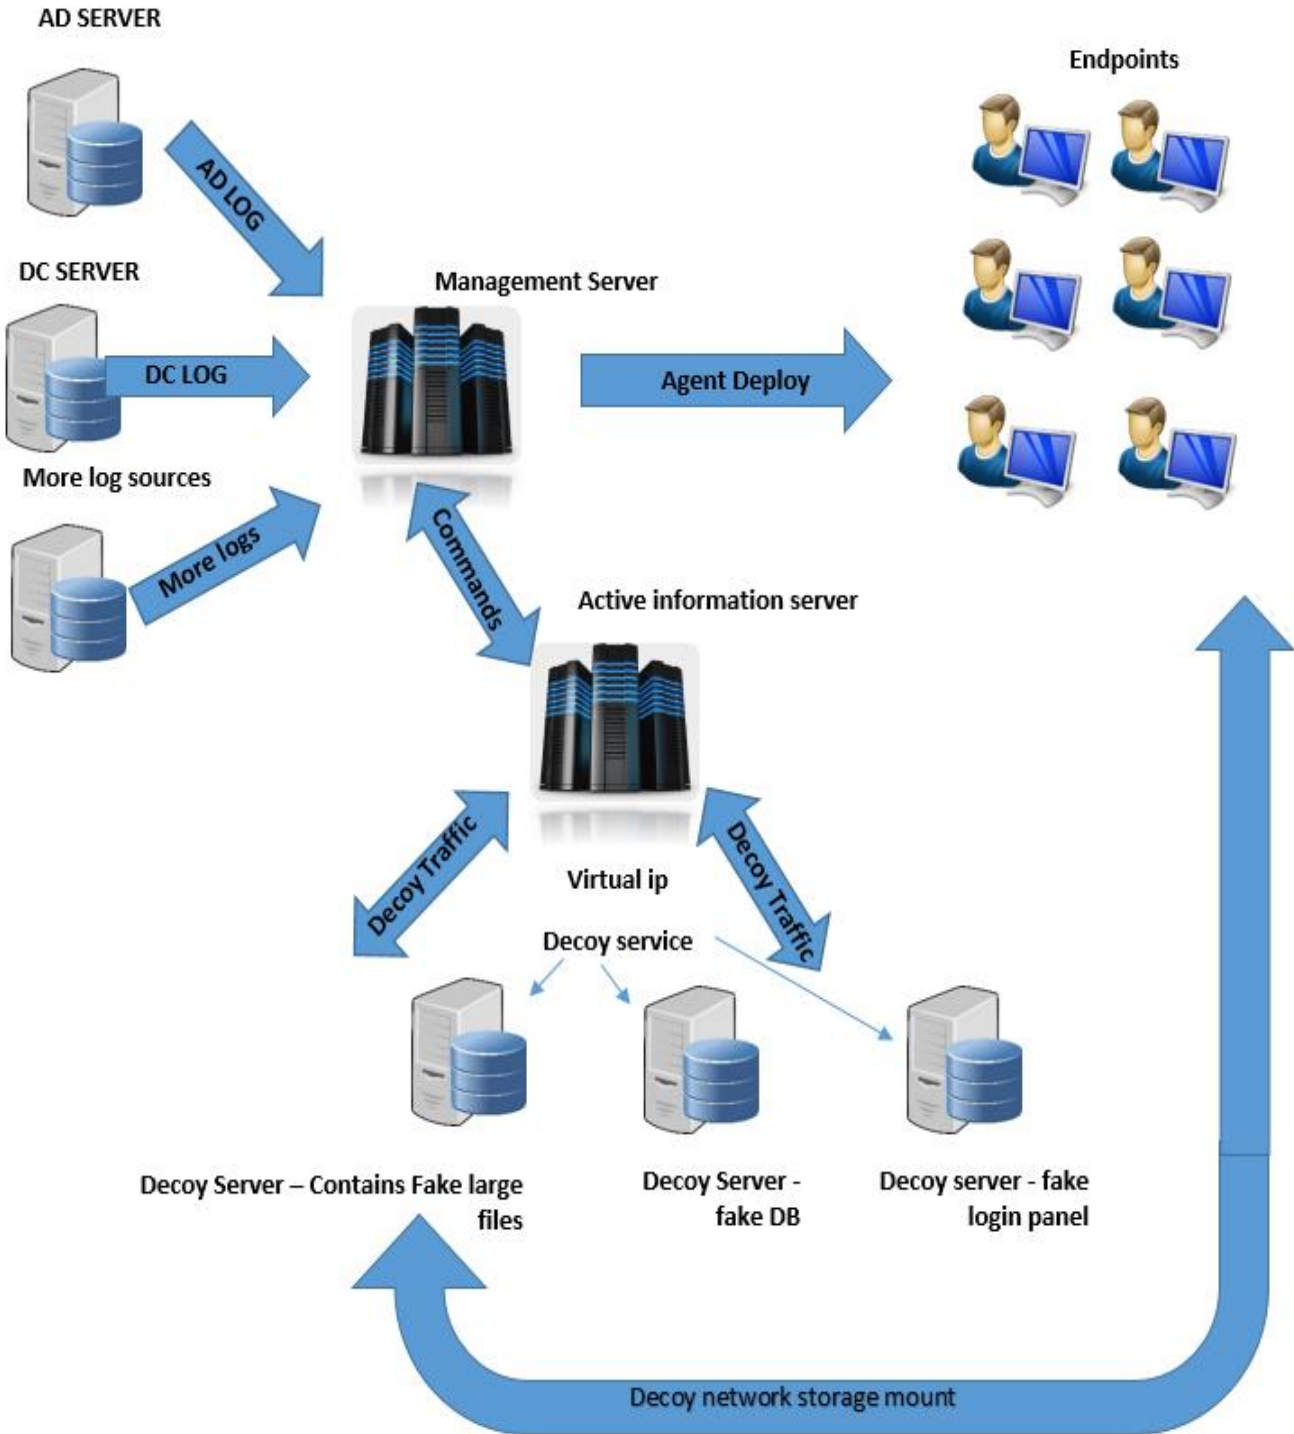 AD SERVER
Endpoints
AD LOG
DC SERVER
Management Server
DC LOG
Agent Deploy
More log sources
More logs
Commands
Active information server
Decoy Traffic
Decoy Traffic
Virtual ip
Decoy service
Decoy Server – Contains Fake large
files
Decoy Server -
fake DB
Decoy server - fake
login panel
Decoy network storage mount